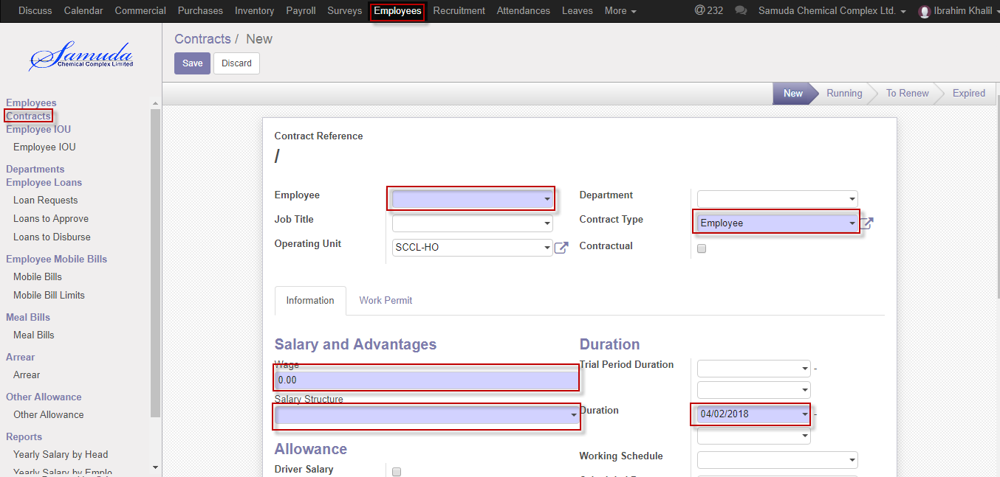 Discuss Calendar Commercial Purchases Inventory Payroll Surveys Employees Recruitment Attendances Leaves More @ 232 Samuda Chemical Complex Ltd. Ibrahim Khalil
Samuda
Chemical Complex Limited
Contracts / New
Save Discard
New Running To Renew Expired
Employees
Contracts
Employee IOU
Employee IOU
Departments
Employee Loans
Loan Requests
Loans to Approve
Loans to Disburse
Employee Mobile Bills
Mobile Bills
Mobile Bill Limits
Meal Bills
Meal Bills
Arrear
Arrear
Other Allowance
Other Allowance
Reports
Yearly Salary by Head
Yearly Salary by Emplo
Contract Reference
/
Employee
Job Title
Operating Unit SCCL-HO
Department
Contract Type Employee
Contractual
Information Work Permit
Salary and Advantages
Wage
0.00
Salary Structure
Allowance
Driver Salary
Duration
Trial Period Duration -
Duration 04/02/2018 -
Working Schedule